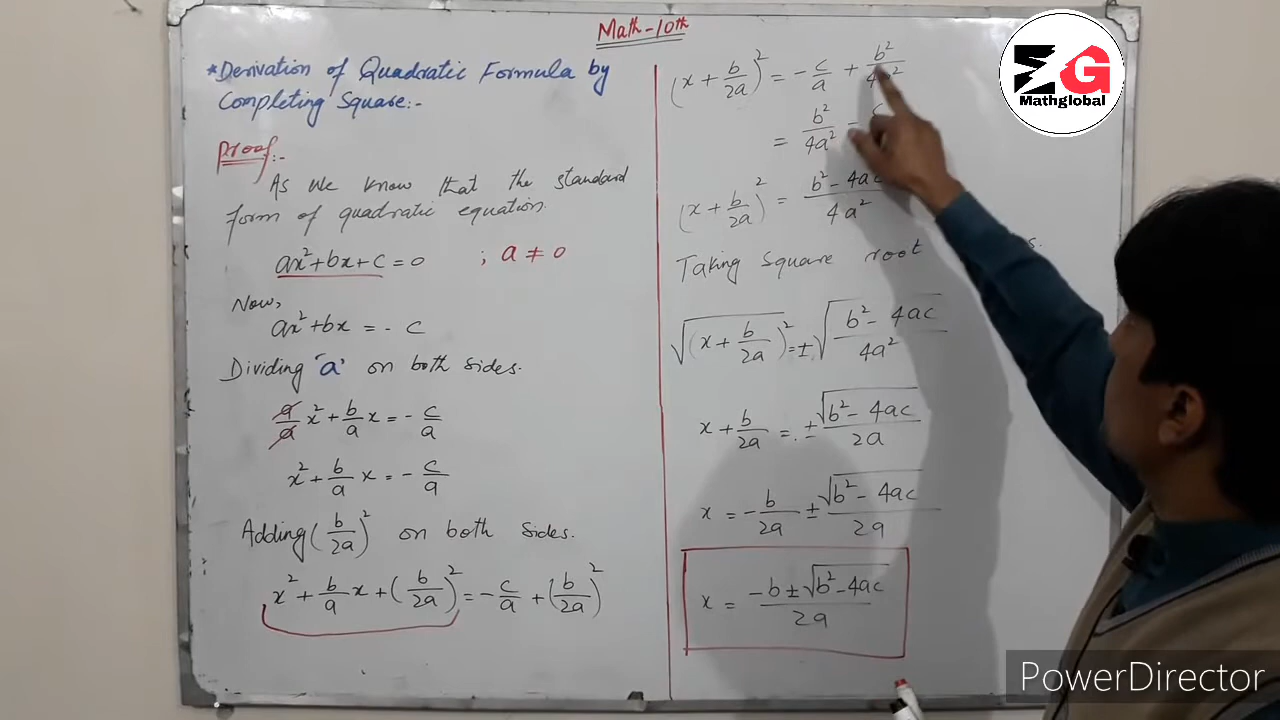 Math-10th
*Derivation of Quadratic Formula by
Completing Square:-
Proof:-
As we know that the standard
form of quadratic equation.
ax²+bx+c=0 ; a ≠ 0
Now,
ax²+bx = - c
Dividing 'a' on both sides.
a/a x² + b/a x = - c/a
x² + b/a x = - c/a
Adding (b/2a)² on both sides.
x² + b/a x + (b/2a)² = - c/a + (b/2a)²
(x + b/2a)² = - c/a + b²/4a²
= b²/4a² - c
(x + b/2a)² = b² - 4ac / 4a²
Taking square root
√(x + b/2a)² = ± √(b² - 4ac / 4a²)
x + b/2a = ± √(b² - 4ac) / 2a
x = - b/2a ± √(b² - 4ac) / 2a
x = -b ± √(b² - 4ac) / 2a
ZG
Mathglobal
PowerDirector